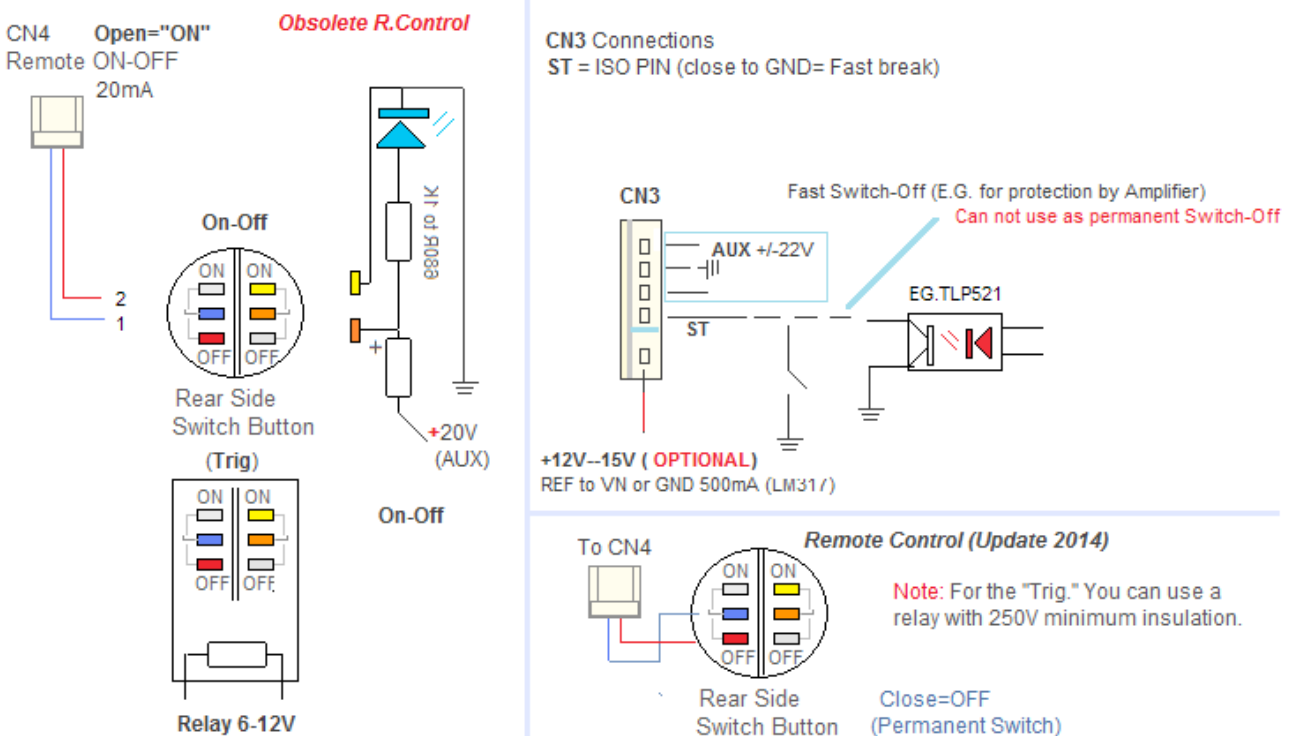 Obsolete R.Control
CN4 Open="ON"
Remote ON-OFF
20mA
680R to 1K
On-Off
ON ON
2
1
OFF OFF
+
Rear Side
Switch Button
(Trig)
+20V
(AUX)
ON ON
OFF OFF
On-Off
Relay 6-12V
CN3 Connections
ST = ISO PIN (close to GND= Fast break)
CN3
Fast Switch-Off (E.G. for protection by Amplifier)
Can not use as permanent Switch-Off
AUX +/-22V
EG.TLP521
ST
+12V--15V ( OPTIONAL)
REF to VN or GND 500mA (LM317)
Remote Control (Update 2014)
To CN4
ON ON
OFF OFF
Note: For the "Trig." You can use a
relay with 250V minimum insulation.
Rear Side
Switch Button
Close=OFF
(Permanent Switch)